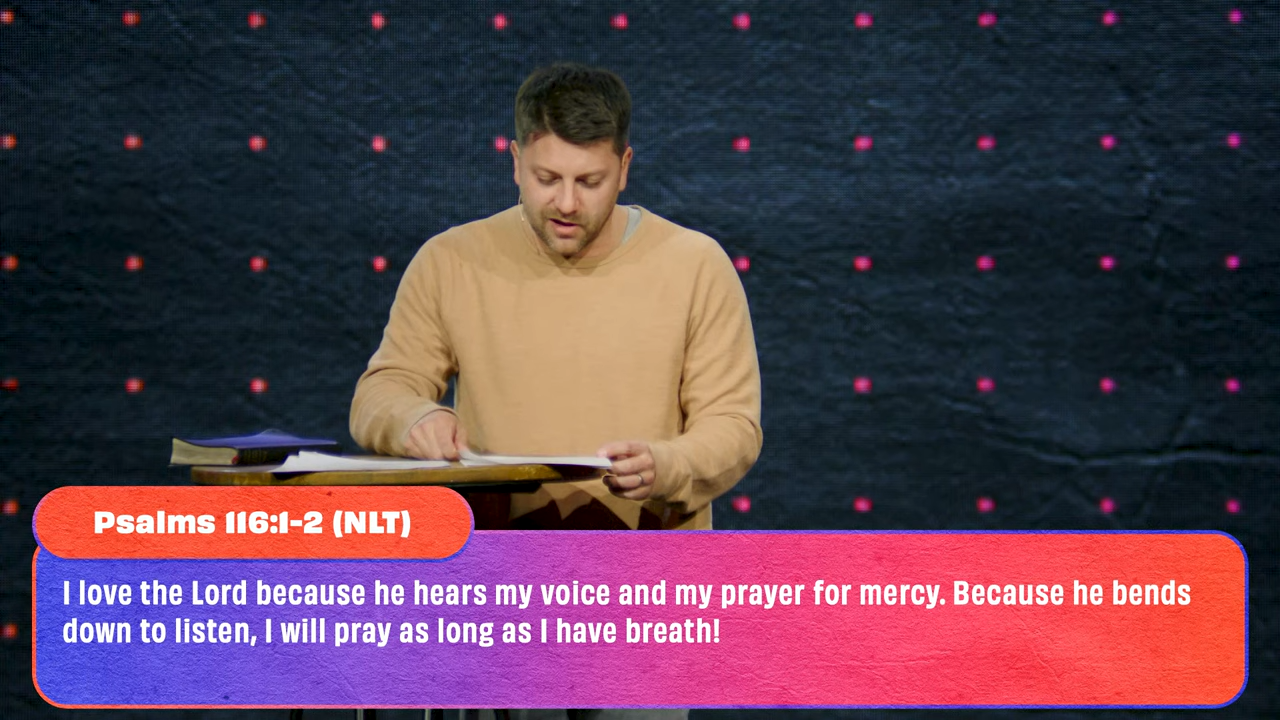 Psalms 116:1-2 (NLT)
I love the Lord because he hears my voice and my prayer for mercy. Because he bends
down to listen, I will pray as long as I have breath!